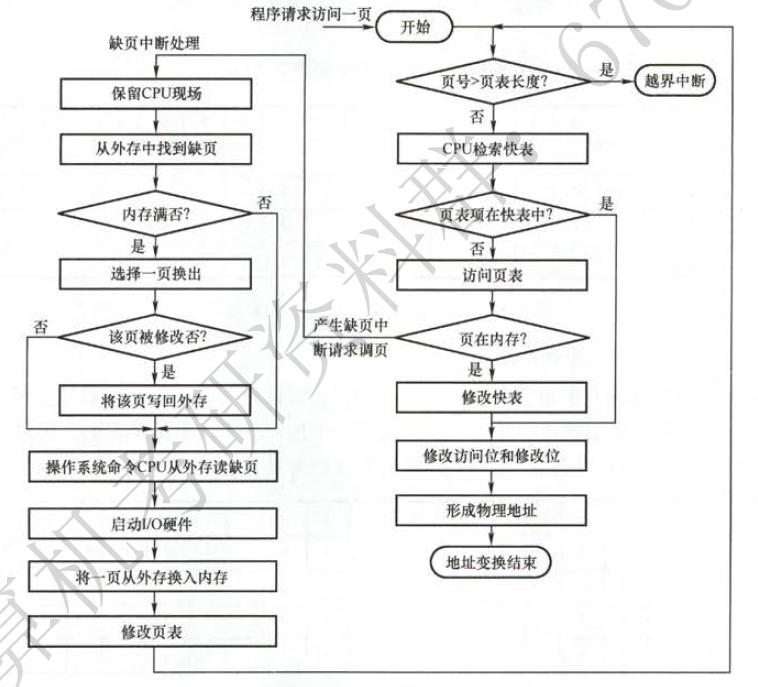 程序请求访问一页
开始
缺页中断处理
页号>页表长度?
是
越界中断
保留CPU现场
否
从外存中找到缺页
CPU检索快表
内存满否?
否
页表项在快表中?
是
是
否
选择一页换出
访问页表
否
该页被修改否?
产生缺页中
断请求调页
页在内存?
是
是
将该页写回外存
修改快表
操作系统命令CPU从外存读缺页
修改访问位和修改位
启动I/O硬件
形成物理地址
将一页从外存换入内存
地址变换结束
修改页表
算机考研资料群: